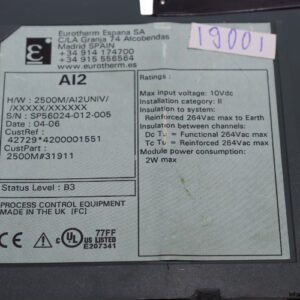 Eurotherm Espana SA
C/LA Granja 74 Alcobendas
Madrid SPAIN
+34 914 174700
+34 915 556564
www.eurotherm.es
19001
AI2
H/W : 2500M/AI2UNIV/
/XXXXX/XXXXXX
S/N : SP56024-012-005
Date : 04-06
CustRef :
42729*4200001551
CustPart :
2500M#31911
Status Level : B3
PROCESS CONTROL EQUIPMENT
MADE IN UK (FC)
CE
UL US LISTED
77FF
E207341
Ratings :
Max input voltage: 10Vdc
Installation category: II
Insulation to system:
Reinforced 264Vac max to Earth
Insulation between channels:
Functional 264Vac max
Reinforced 264Vac max
Module power consumption:
2W max